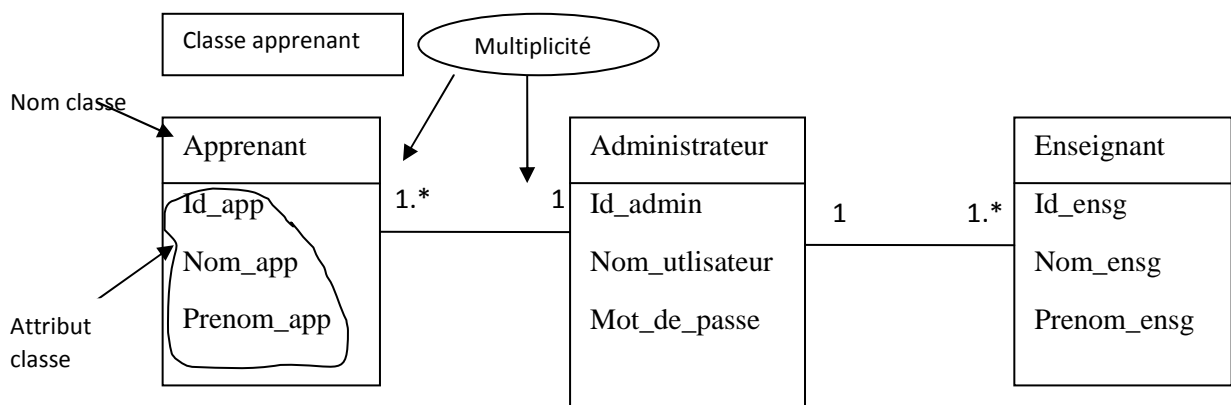 Classe apprenant
Multiplicité
Nom classe
Apprenant
Administrateur
Enseignant
Id_app
1.*
1
Id_admin
1
1.*
Id_ensg
Nom_app
Nom_utlisateur
Nom_ensg
Prenom_app
Mot_de_passe
Prenom_ensg
Attribut
classe